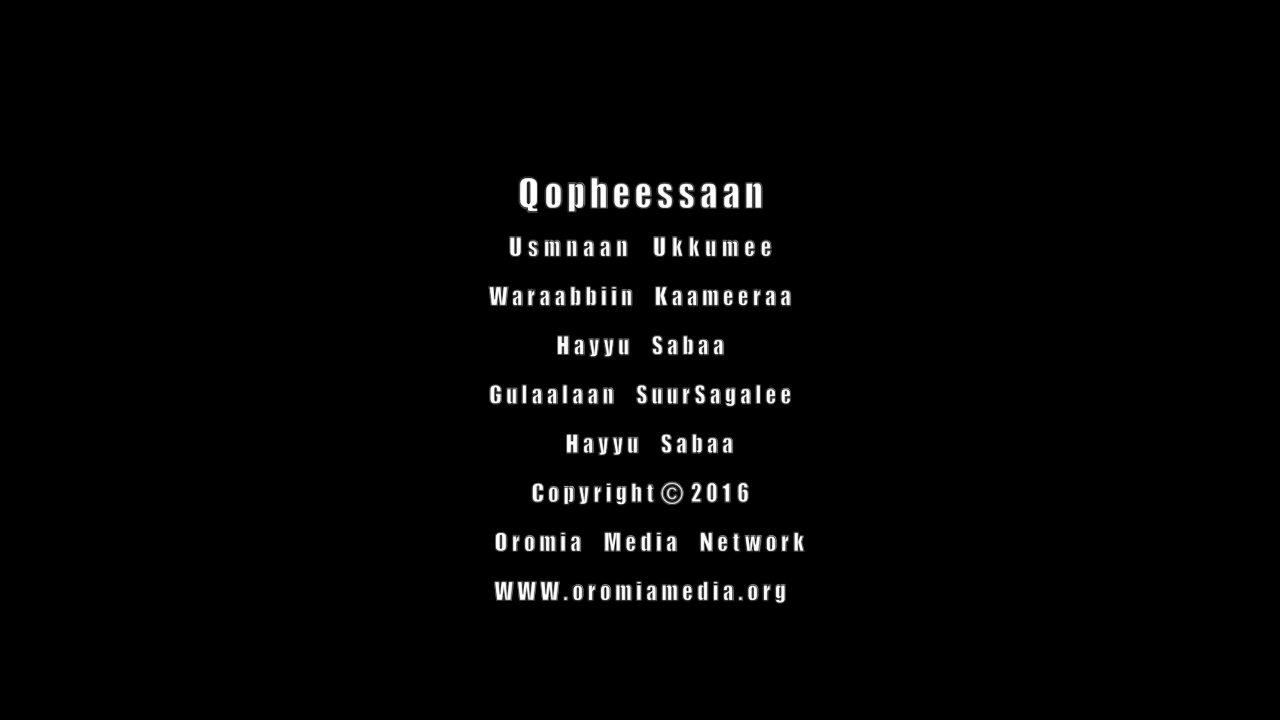 Qopheessaan
Usmnaan Ukkumee
Waraabbiin Kaameeraa
Hayyu Sabaa
Gulaalaan SuurSagalee
Hayyu Sabaa
Copyright©2016
Oromia Media Network
WWW.oromiamedia.org